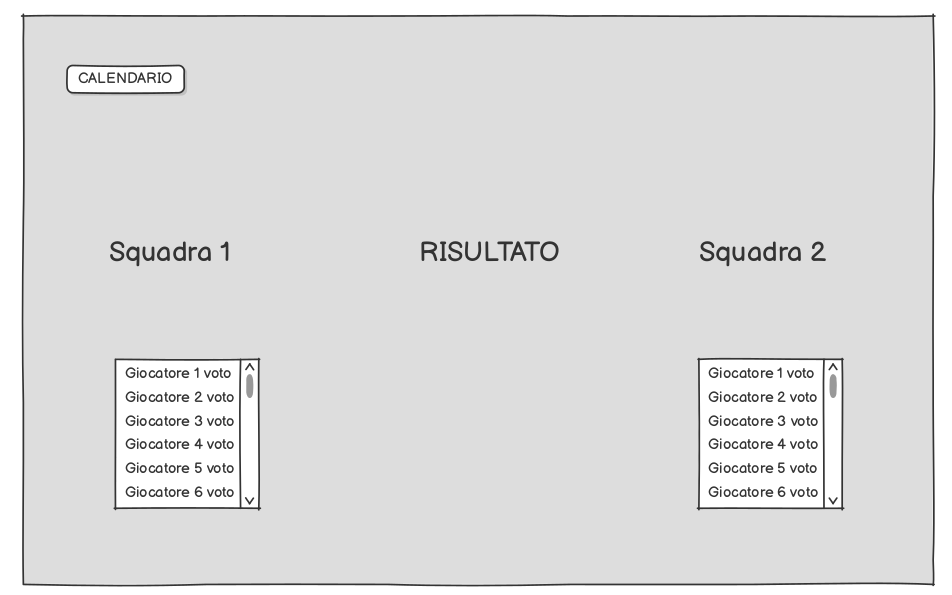 CALENDARIO
Squadra 1
RISULTATO
Squadra 2
Giocatore 1 voto
Giocatore 2 voto
Giocatore 3 voto
Giocatore 4 voto
Giocatore 5 voto
Giocatore 6 voto
Giocatore 1 voto
Giocatore 2 voto
Giocatore 3 voto
Giocatore 4 voto
Giocatore 5 voto
Giocatore 6 voto